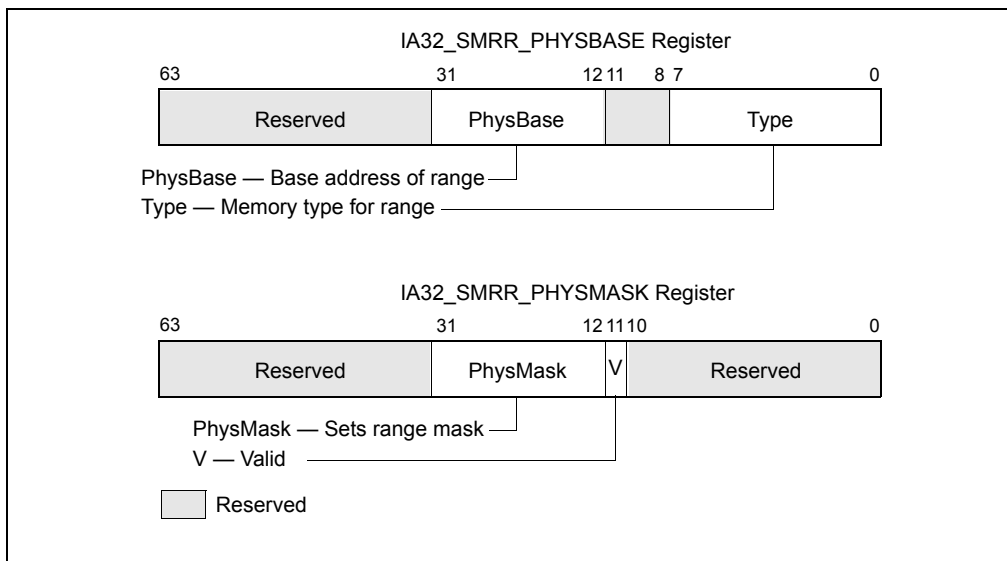 IA32_SMRR_PHYSBASE Register
63 31 12 11 8 7 0
Reserved PhysBase Type
PhysBase — Base address of range
Type — Memory type for range
IA32_SMRR_PHYSMASK Register
63 31 12 11 10 0
Reserved PhysMask V Reserved
PhysMask — Sets range mask
V — Valid
Reserved